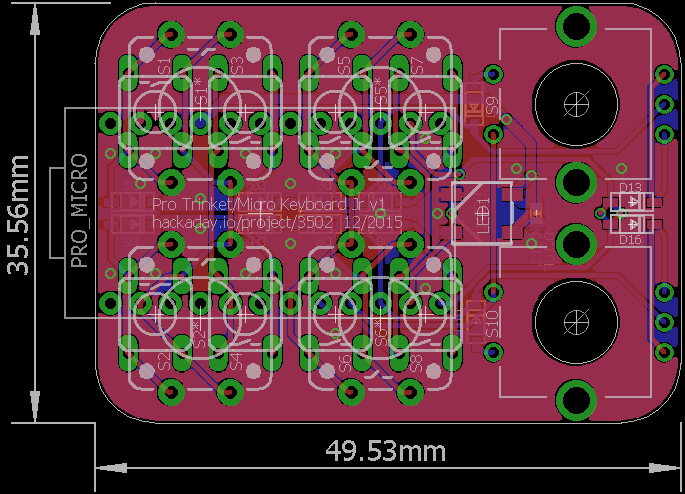 S1
S1*
S3
S5
S5*
S7
S9
35.56mm
PRO_MICRO
Pro Trinket/Micro Keyboard Jr v1
hackaday.io/project/3502 12/2015
LED1
D13
D16
S2
S2*
S4
S6
S6*
S8
S10
49.53mm